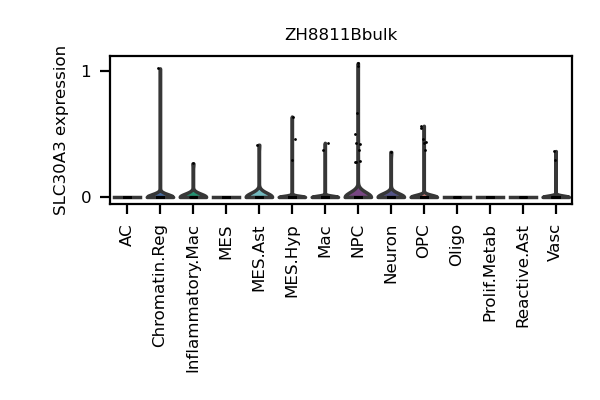 ZH8811Bbulk
SLC30A3 expression
1
0
AC
Chromatin.Reg
Inflammatory.Mac
MES
MES.Ast
MES.Hyp
Mac
NPC
Neuron
OPC
Oligo
Prolif.Metab
Reactive.Ast
Vasc